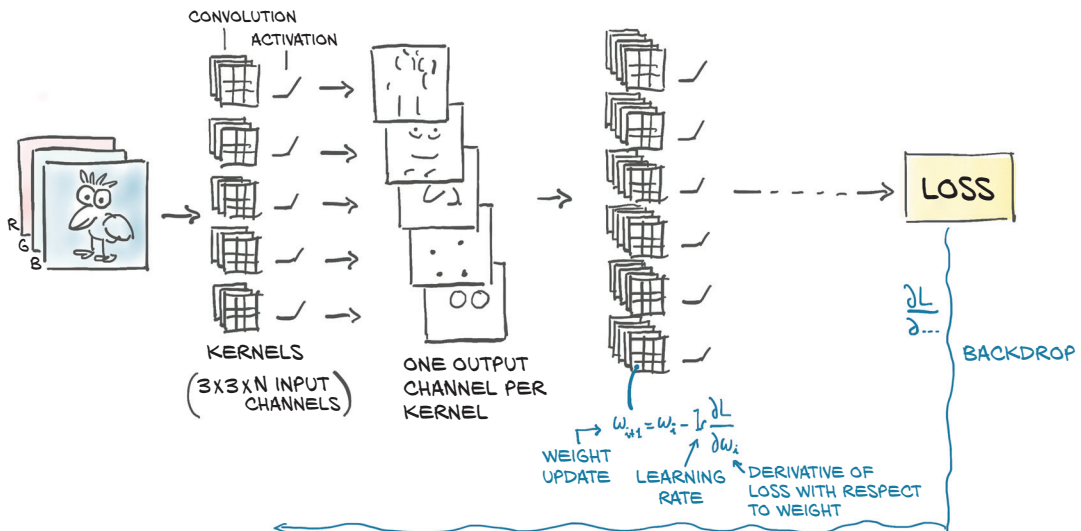 CONVOLUTION
ACTIVATION
R
G
B
KERNELS
(3X3XN INPUT
CHANNELS)
ONE OUTPUT
CHANNEL PER
KERNEL
LOSS
∂L
∂...
BACKDROP
ω_{i+1} = ω_i - lr ∂L
∂ω_i
WEIGHT
UPDATE
LEARNING
RATE
DERIVATIVE OF
LOSS WITH RESPECT
TO WEIGHT